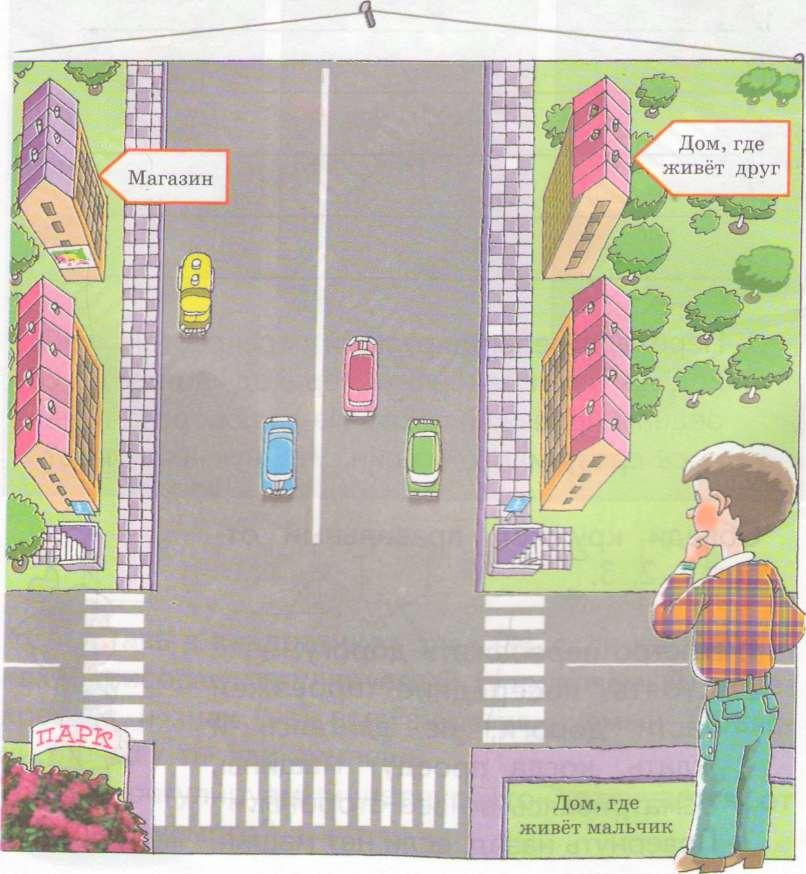 Магазин
Дом, где
живёт друг
ПАРК
Дом, где
живёт мальчик